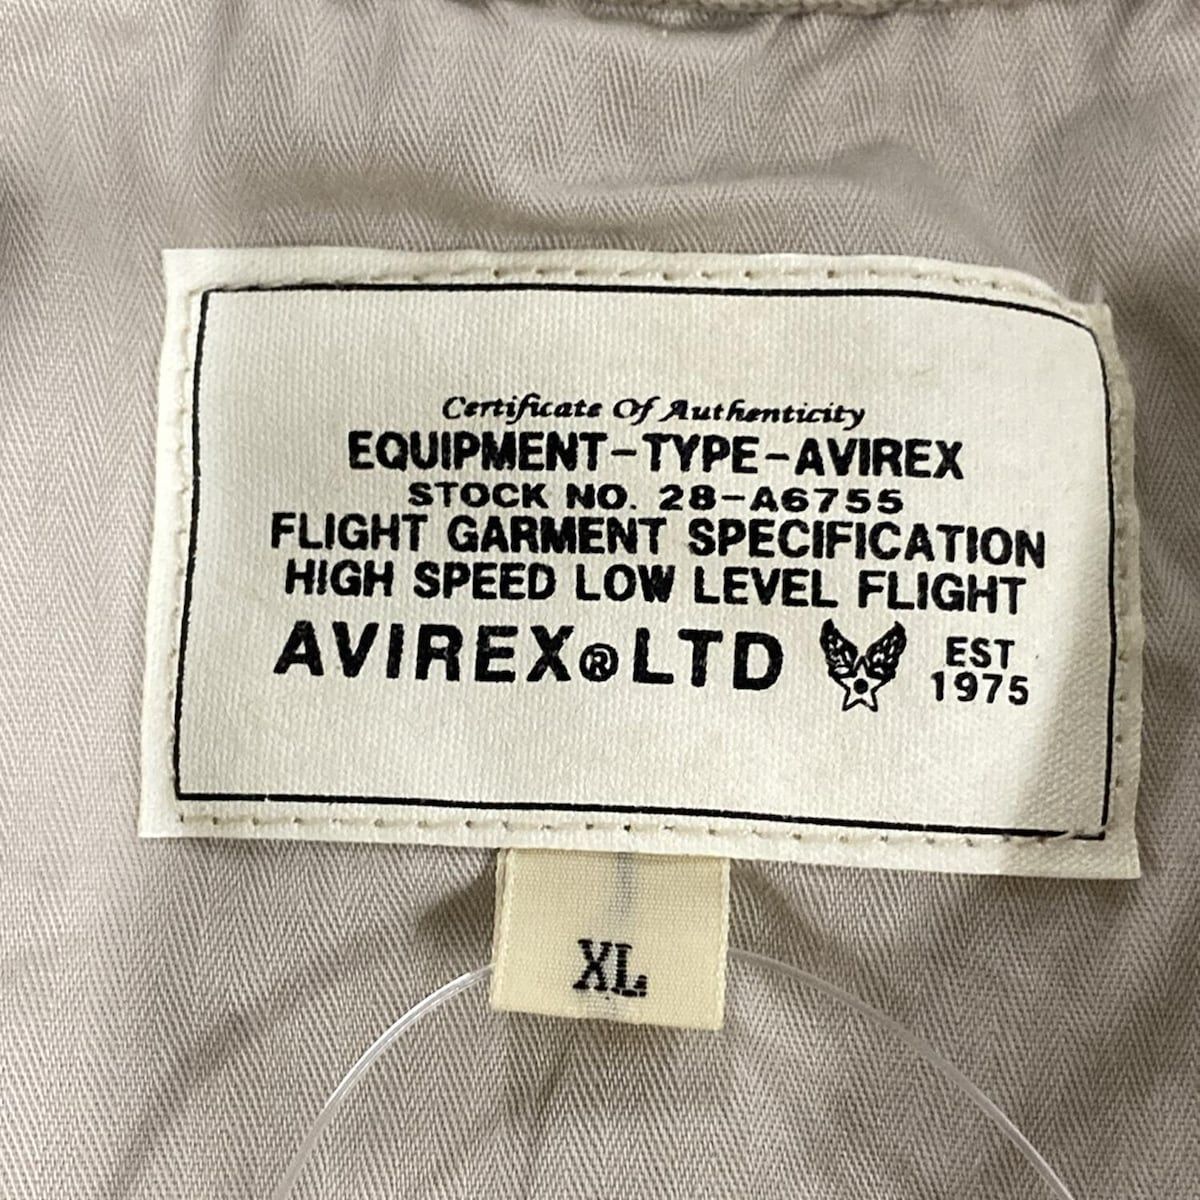 Certificate Of Authenticity
EQUIPMENT-TYPE-AVIREX
STOCK NO. 28-A6755
FLIGHT GARMENT SPECIFICATION
HIGH SPEED LOW LEVEL FLIGHT
AVIREX® LTD EST 1975
XL